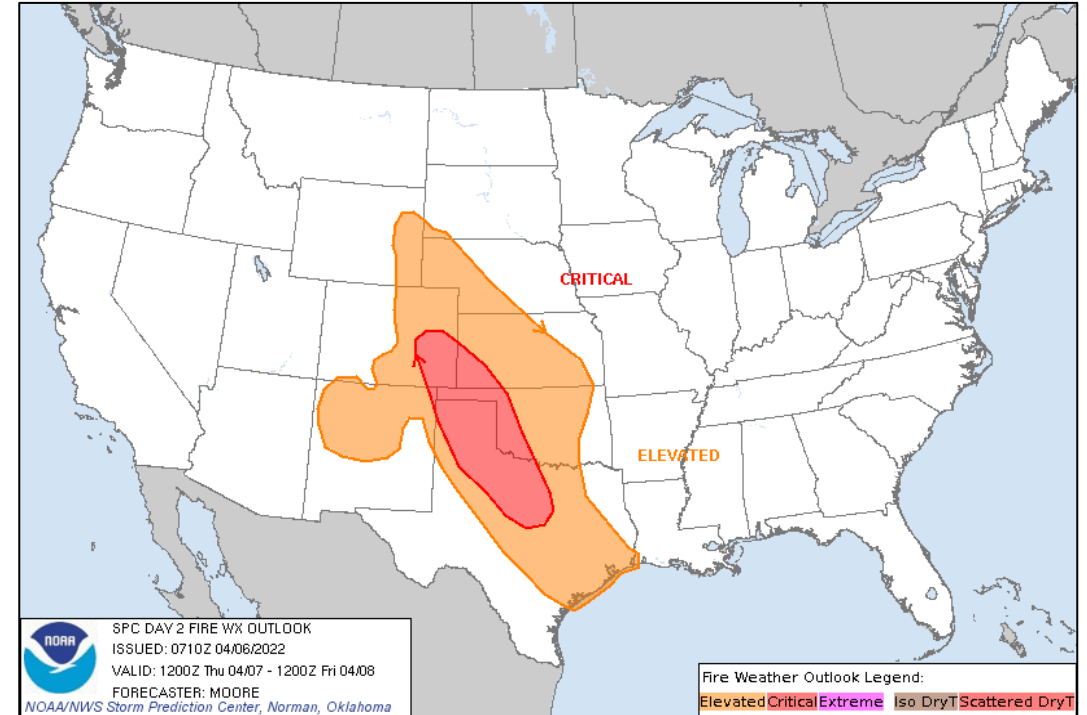 CRITICAL
ELEVATED
NOAA
SPC DAY 2 FIRE WX OUTLOOK
ISSUED: 0710Z 04/06/2022
VALID: 1200Z Thu 04/07 - 1200Z Fri 04/08
FORECASTER: MOORE
NOAA/NWS Storm Prediction Center, Norman, Oklahoma
Fire Weather Outlook Legend:
Elevated Critical Extreme Iso DryT Scattered DryT